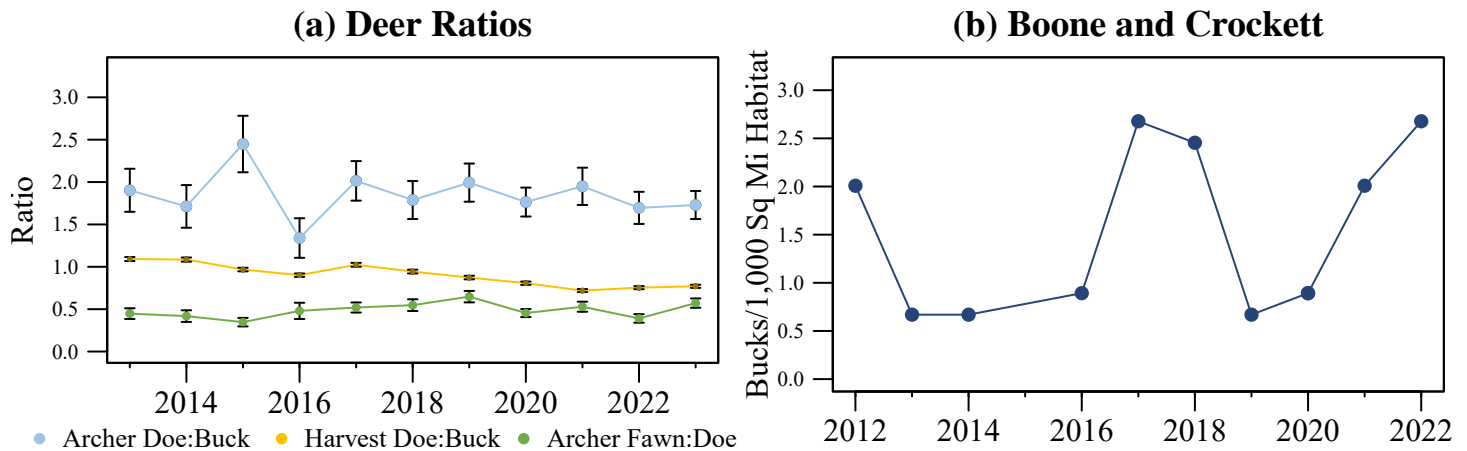 (a) Deer Ratios
Ratio
3.0
2.5
2.0
1.5
1.0
0.5
0.0
2014 2016 2018 2020 2022
Archer Doe:Buck Harvest Doe:Buck Archer Fawn:Doe
(b) Boone and Crockett
Bucks/1,000 Sq Mi Habitat
3.0
2.5
2.0
1.5
1.0
0.5
0.0
2012 2014 2016 2018 2020 2022